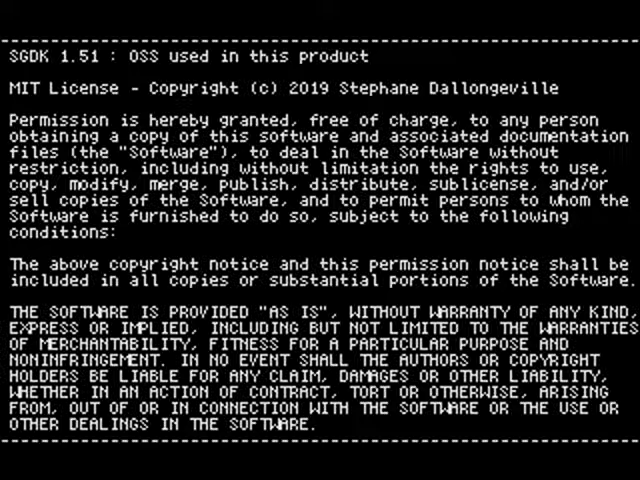 SGDK 1.51 : OSS used in this product
MIT License - Copyright (c) 2019 Stephane Dallongeville
Permission is hereby granted, free of charge, to any person
obtaining a copy of this software and associated documentation
files (the "Software"), to deal in the Software without
restriction, including without limitation the rights to use,
copy, modify, merge, publish, distribute, sublicense, and/or
sell copies of the Software, and to permit persons to whom the
Software is furnished to do so, subject to the following
conditions:
The above copyright notice and this permission notice shall be
included in all copies or substantial portions of the Software.
THE SOFTWARE IS PROVIDED "AS IS", WITHOUT WARRANTY OF ANY KIND,
EXPRESS OR IMPLIED, INCLUDING BUT NOT LIMITED TO THE WARRANTIES
OF MERCHANTABILITY, FITNESS FOR A PARTICULAR PURPOSE AND
NONINFRINGEMENT. IN NO EVENT SHALL THE AUTHORS OR COPYRIGHT
HOLDERS BE LIABLE FOR ANY CLAIM, DAMAGES OR OTHER LIABILITY,
WHETHER IN AN ACTION OF CONTRACT, TORT OR OTHERWISE, ARISING
FROM, OUT OF OR IN CONNECTION WITH THE SOFTWARE OR THE USE OR
OTHER DEALINGS IN THE SOFTWARE.